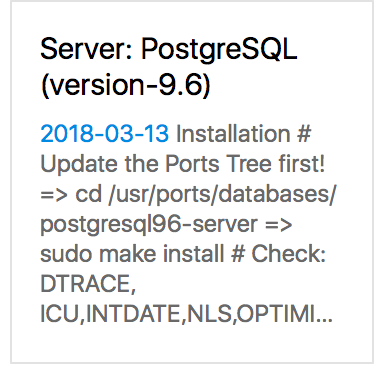 Server: PostgreSQL
(version-9.6)
2018-03-13 Installation #
Update the Ports Tree first!
=> cd /usr/ports/databases/
postgresql96-server =>
sudo make install # Check:
DTRACE,
ICU,INTDATE,NLS,OPTIMI...